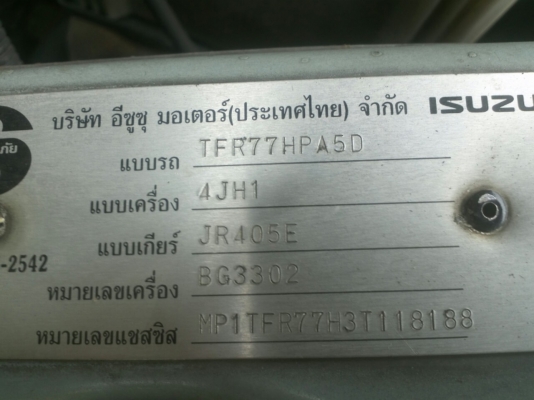 บริษัท อีซูซุ มอเตอร์(ประเทศไทย) จำกัด ISUZU
แบบรถ TFR77HPA5D
แบบเครื่อง 4JH1
แบบเกียร์ JR405E
-2542
หมายเลขเครื่อง BG3302
หมายเลขแชสซิส MP1TFR77H3T118188